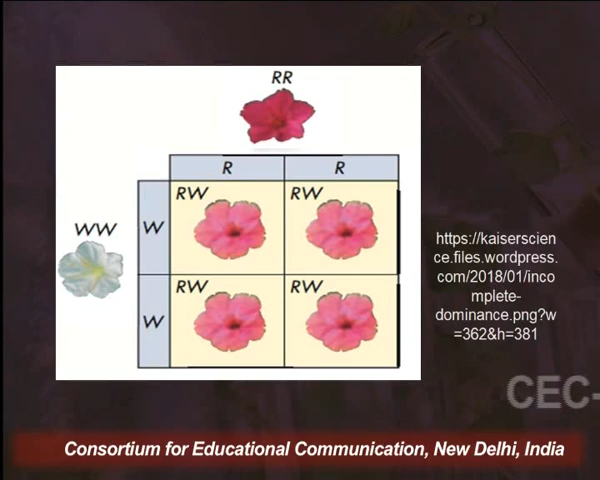 RR
R R
RW RW
WW W
RW RW
W
https://kaiserscien
ce.files.wordpress.
com/2018/01/inco
mplete-
dominance.png?w
=362&h=381
CEC-
Consortium for Educational Communication, New Delhi, India